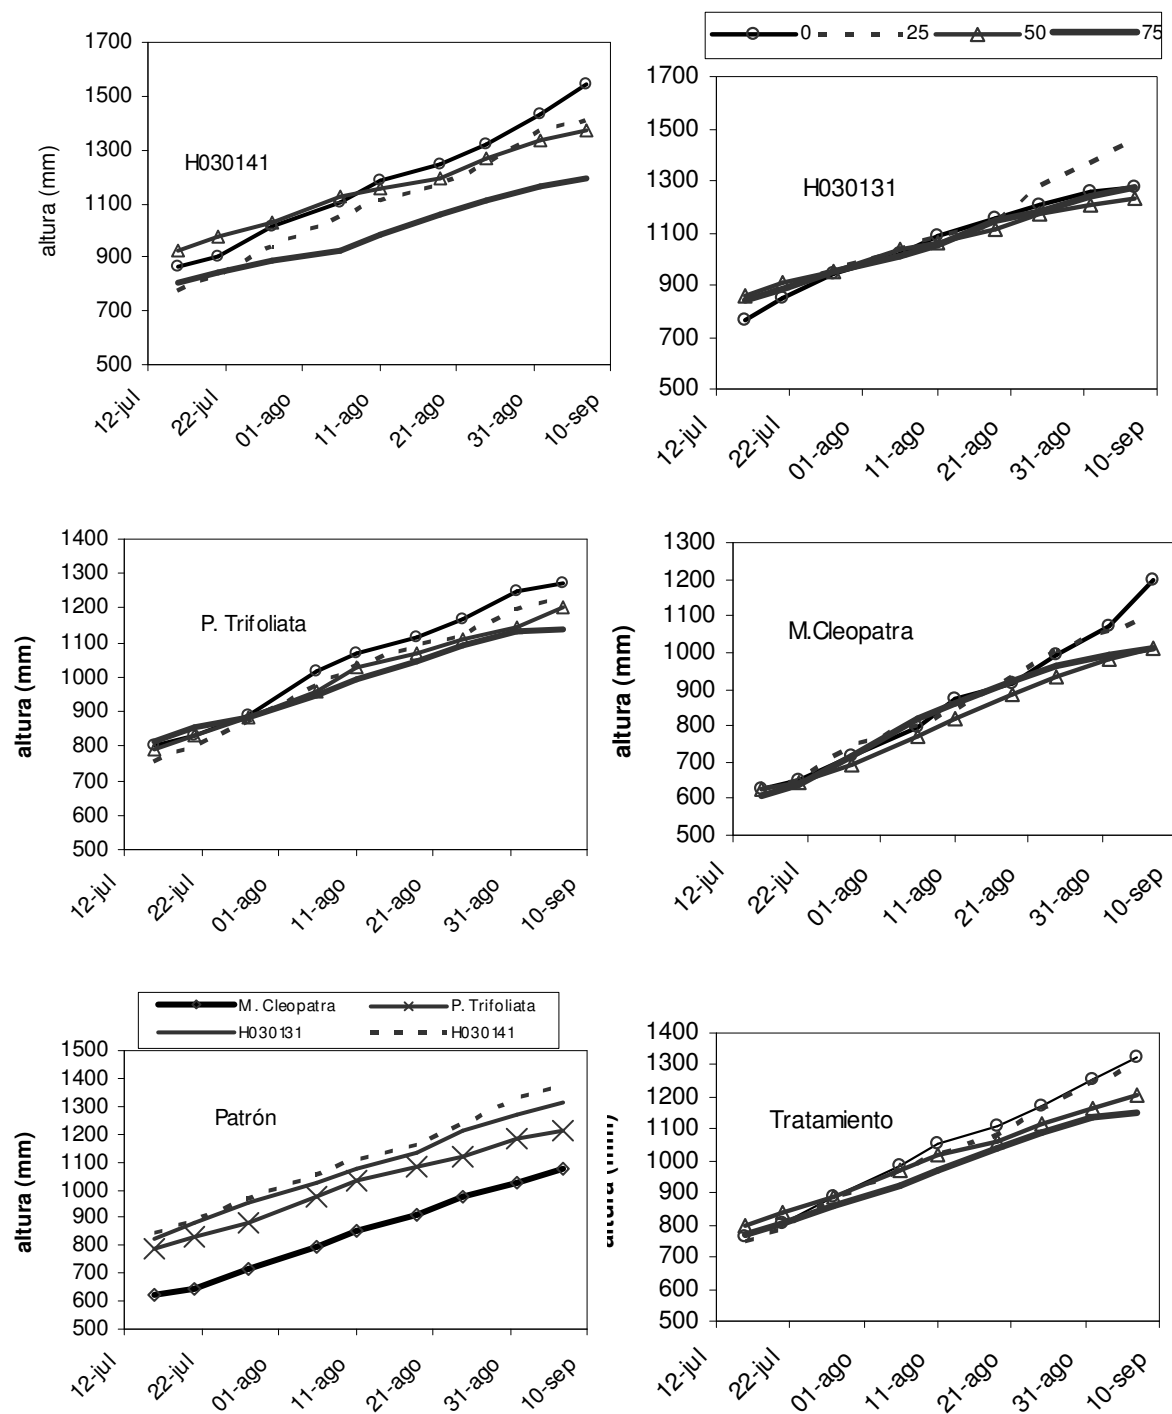 1700
1500
1300
1100
900
700
500
altura (mm)
H030141
12-jul
22-jul
01-ago
11-ago
21-ago
31-ago
10-sep
0 25 50 75
1700
1500
1300
1100
900
700
500
H030131
12-jul
22-jul
01-ago
11-ago
21-ago
31-ago
10-sep
1400
1300
1200
1100
1000
900
800
700
600
500
altura (mm)
P. Trifoliata
12-jul
22-jul
01-ago
11-ago
21-ago
31-ago
10-sep
1300
1200
1100
1000
900
800
700
600
500
altura (mm)
M.Cleopatra
12-jul
22-jul
01-ago
11-ago
21-ago
31-ago
10-sep
M. Cleopatra P. Trifoliata
H030131 H030141
1500
1400
1300
1200
1100
1000
900
800
700
600
500
altura (mm)
Patrón
12-jul
22-jul
01-ago
11-ago
21-ago
31-ago
10-sep
1400
1300
1200
1100
1000
900
800
700
600
500
altura (mm)
Tratamiento
12-jul
22-jul
01-ago
11-ago
21-ago
31-ago
10-sep